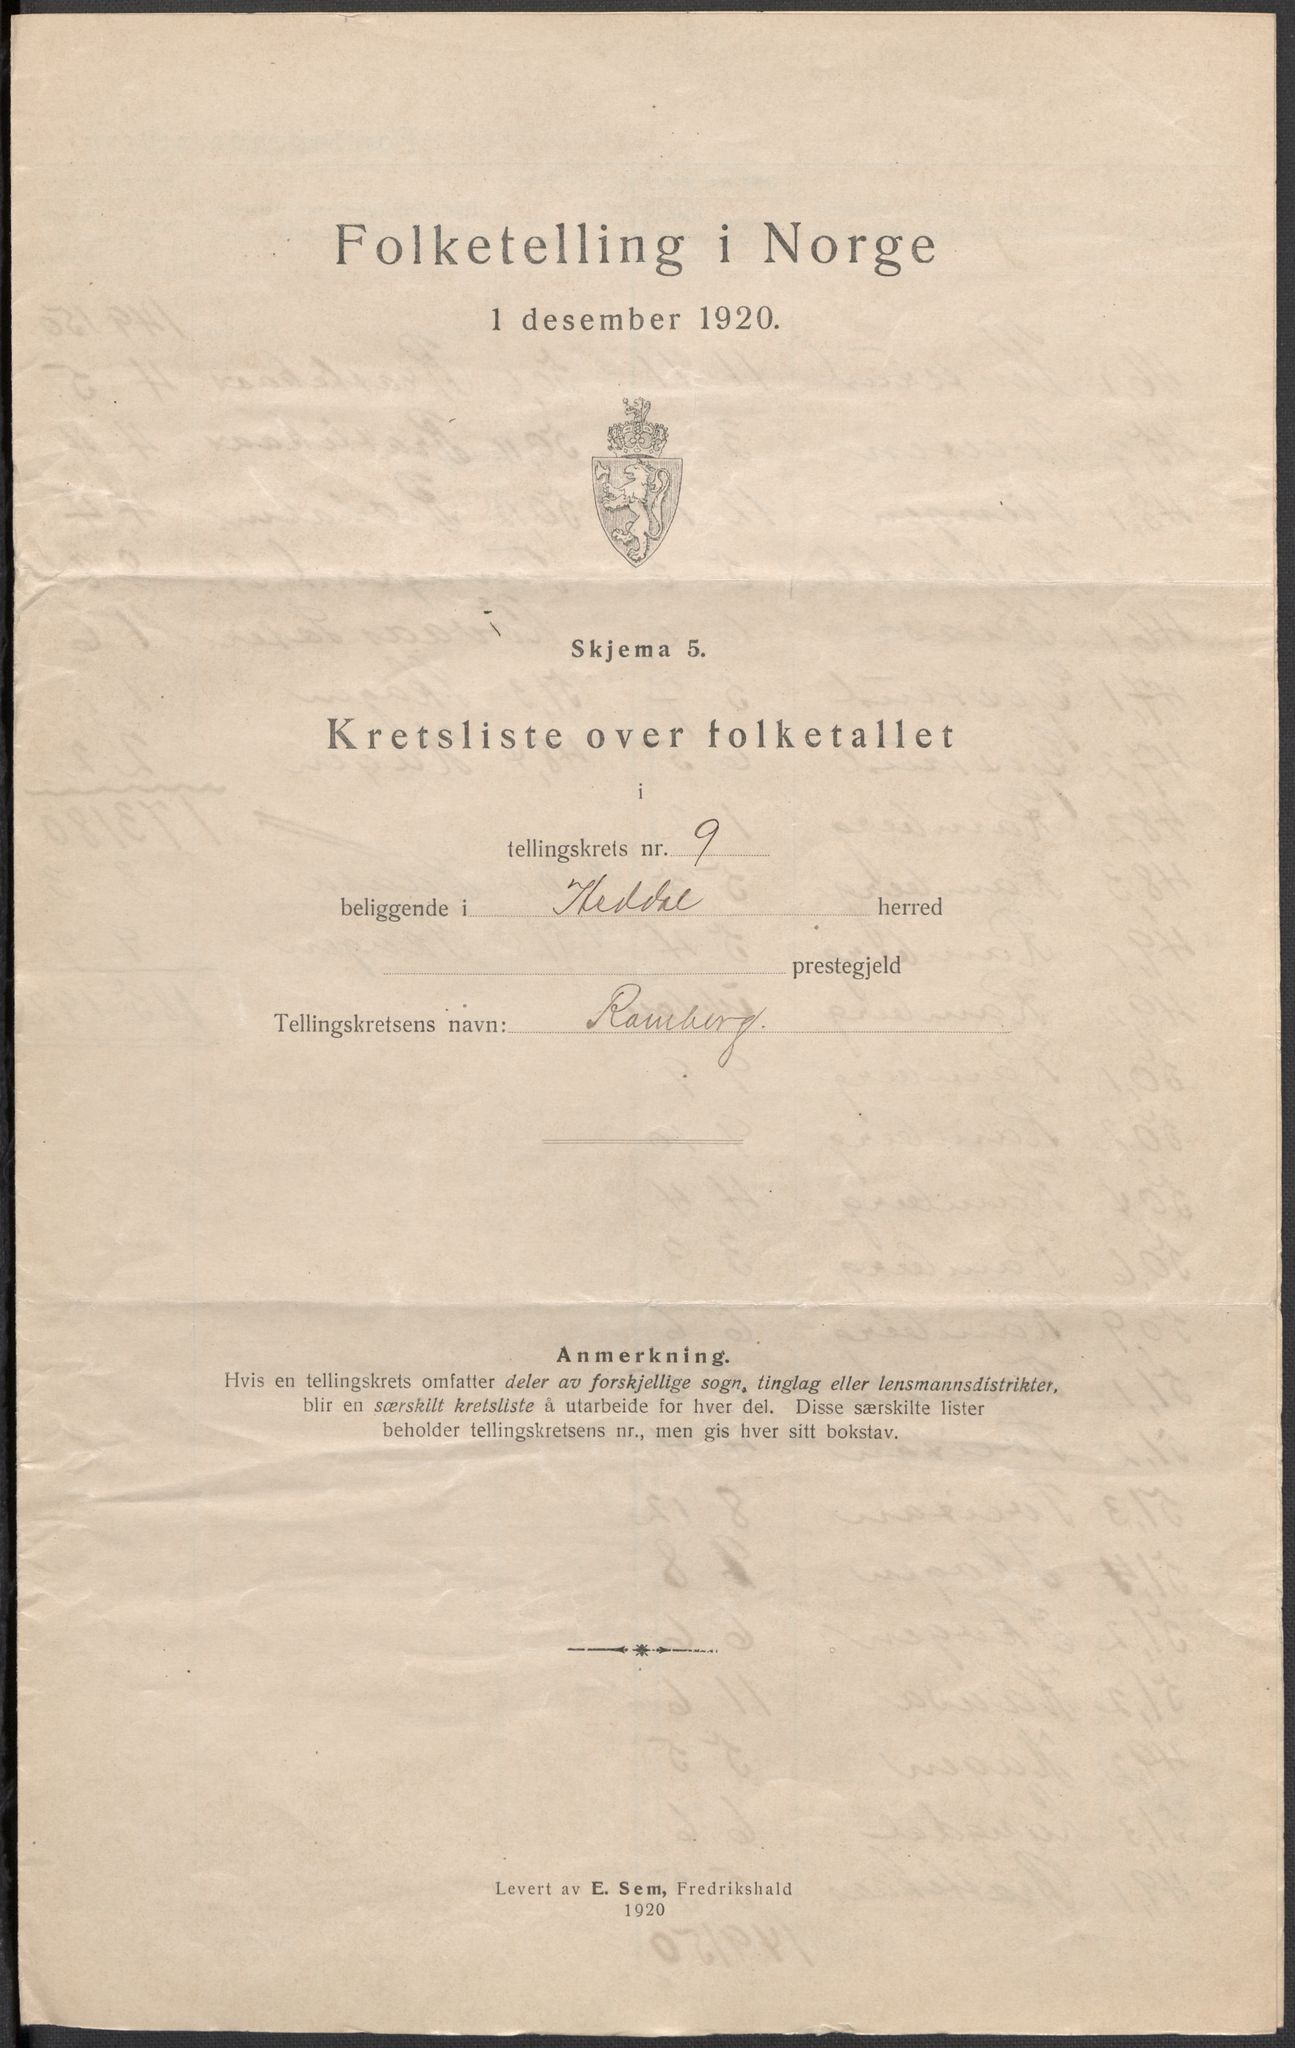 Folketelling i Norge
1 desember 1920.
Skjema 5.
Kretsliste over folketallet
i
tellingskrets nr. 9
beliggende i Heddal herred
prestegjeld
Tellingskretsens navn: Ramberg.
Anmerkning.
Hvis en tellingskrets omfatter deler av forskjellige sogn, tinglag eller lensmannsdistrikter,
blir en særskilt kretsliste å utarbeide for hver del. Disse særskilte lister
beholder tellingskretsens nr., men gis hver sitt bokstav.
Levert av E. Sem, Fredrikshald
1920